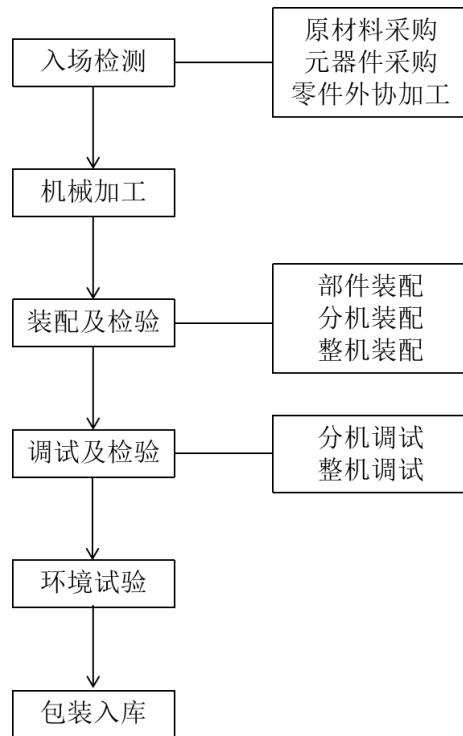 入场检测
原材料采购
元器件采购
零件外协加工
机械加工
装配及检验
部件装配
分机装配
整机装配
调试及检验
分机调试
整机调试
环境试验
包装入库